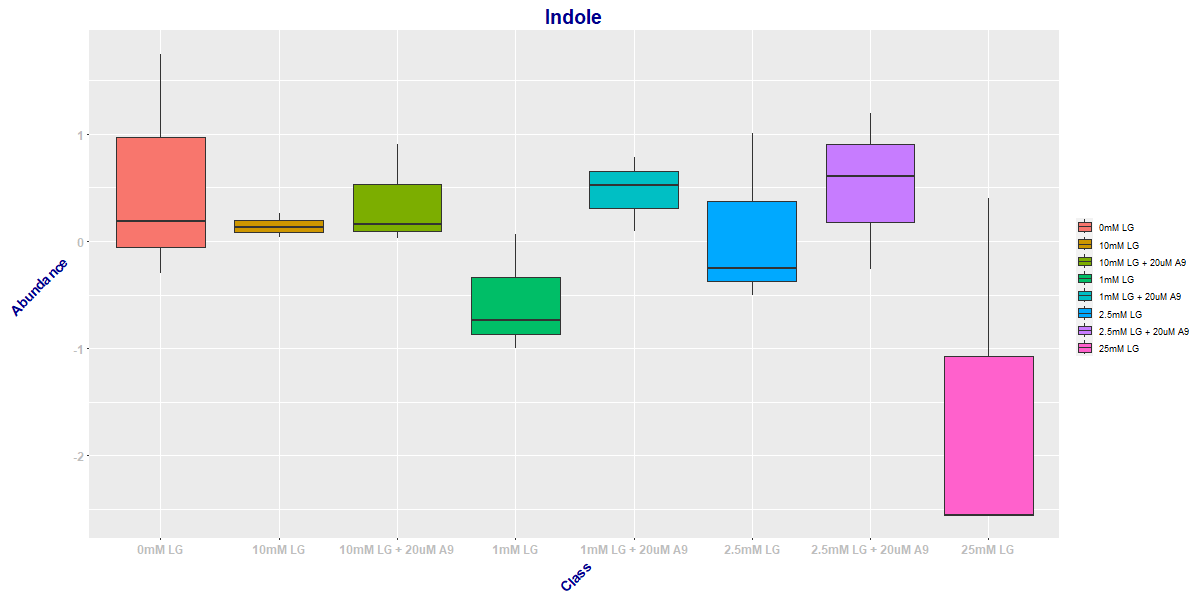 Indole
Abundance
1
0
-1
-2
0mM LG
10mM LG
10mM LG + 20uM A9
1mM LG
1mM LG + 20uM A9
2.5mM LG
2.5mM LG + 20uM A9
25mM LG
Class
0mM LG
10mM LG
10mM LG + 20uM A9
1mM LG
1mM LG + 20uM A9
2.5mM LG
2.5mM LG + 20uM A9
25mM LG